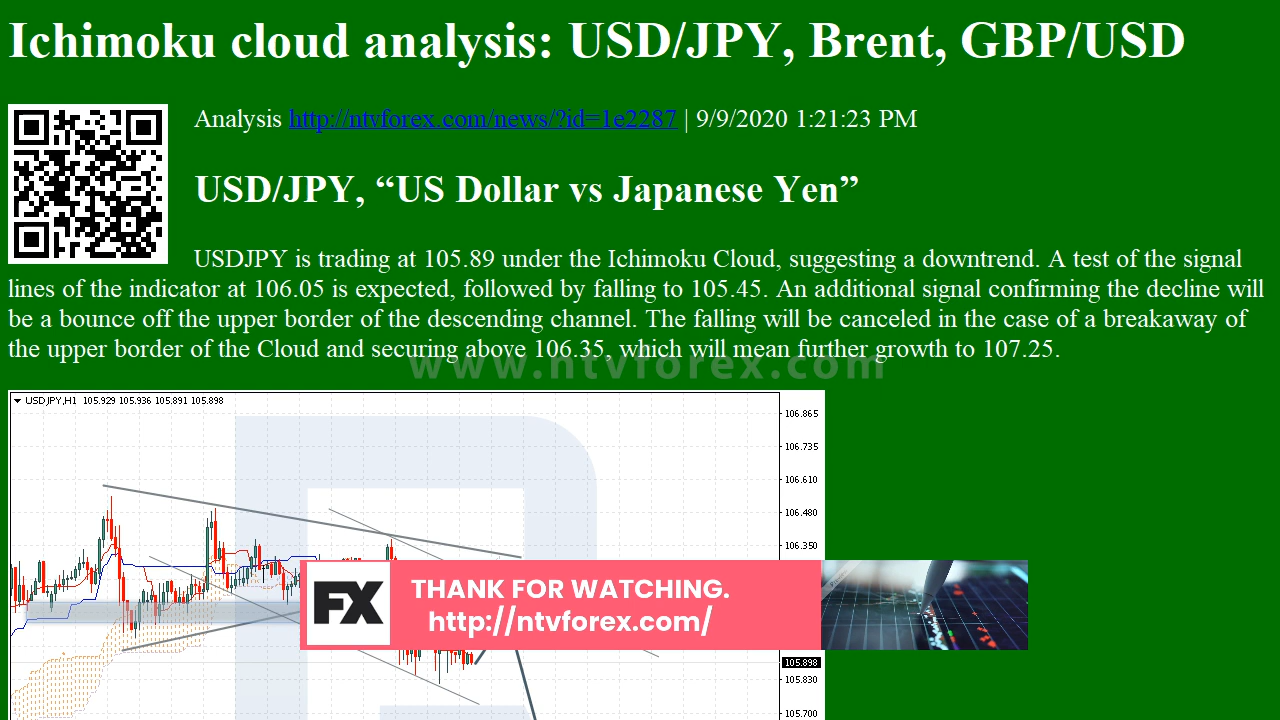 Ichimoku cloud analysis: USD/JPY, Brent, GBP/USD
Analysis http://ntvforex.com/news/?id=1e2287 | 9/9/2020 1:21:23 PM
USD/JPY, “US Dollar vs Japanese Yen”
USDJPY is trading at 105.89 under the Ichimoku Cloud, suggesting a downtrend. A test of the signal
lines of the indicator at 106.05 is expected, followed by falling to 105.45. An additional signal confirming the decline will
be a bounce off the upper border of the descending channel. The falling will be canceled in the case of a breakaway of
the upper border of the Cloud and securing above 106.35, which will mean further growth to 107.25.
www.ntvforex.com
USDJPY,H1 105.929 105.936 105.891 105.898
106.865
106.735
106.610
106.480
106.350
FX
THANK FOR WATCHING.
http://ntvforex.com/
105.898
105.830
105.700